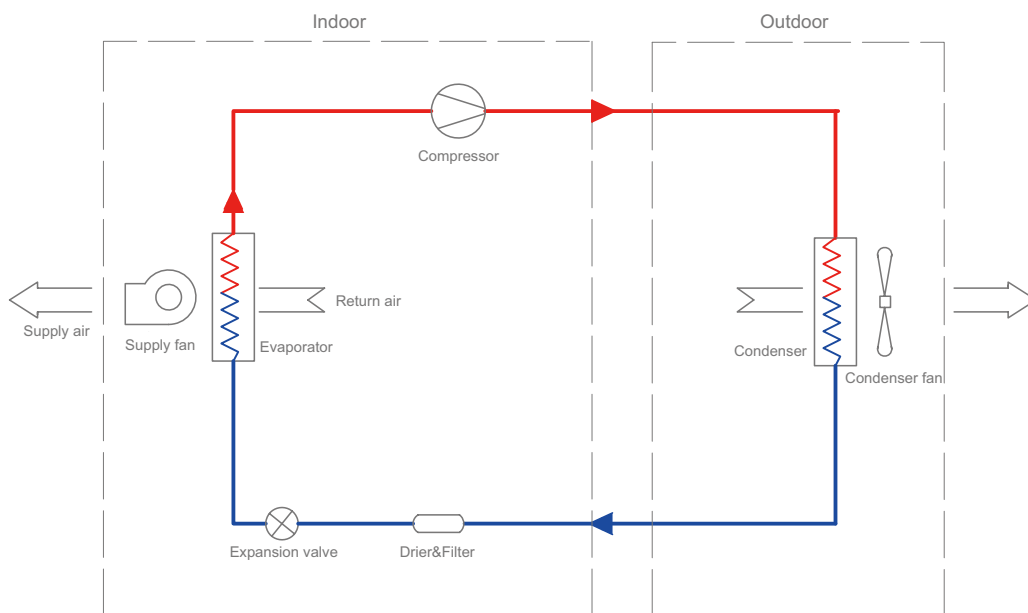 Indoor
Outdoor
Compressor
Return air
Supply air
Supply fan
Evaporator
Condenser
Condenser fan
Expansion valve
Drier&Filter